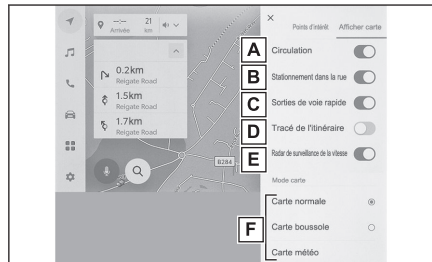 --:-- 21
Arrivée km
0.2km
Reigate Road
1.5km
Reigate Road
1.7km
Reigate Road
B284
Points d'intérêt Afficher carte
A Circulation
B Stationnement dans la rue
C Sorties de voie rapide
D Tracé de l'itinéraire
E Radar de surveillance de la vitesse
Mode carte
F
Carte normale
Carte boussole
Carte météo